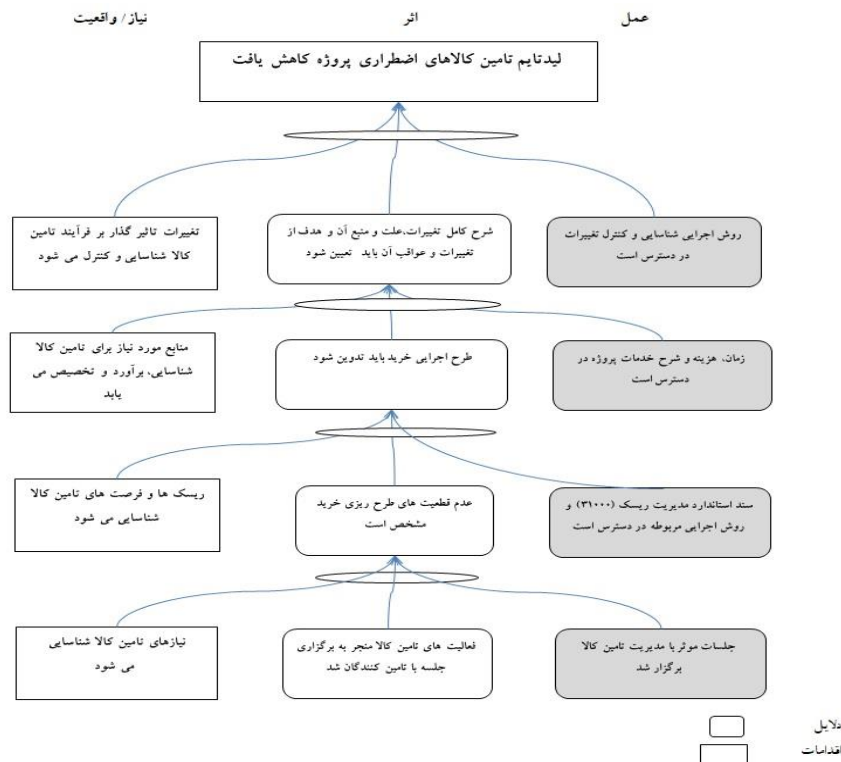 عمل
اثر
نیاز / واقعیت
لیدتایم تامین کالاهای اضطراری پروژه کاهش یافت
روش اجرایی شناسایی و کنترل تغییرات
در دسترس است
شرح کامل تغییرات،علت و منبع آن و هدف از
تغییرات و عواقب آن باید تعیین شود
تغییرات تاثیر گذار بر فرآیند تامین
کالا شناسایی و کنترل می شود
زمان، هزینه و شرح خدمات پروژه در
دسترس است
طرح اجرایی خرید باید تدوین شود
منابع مورد نیاز برای تامین کالا
شناسایی، برآورد و تخصیص می
یابد
سند استاندارد مدیریت ریسک (۳۱۰۰۰) و
روش اجرایی مربوطه در دسترس است
عدم قطعیت های طرح ریزی خرید
مشخص است
ریسک ها و فرصت های تامین کالا
شناسایی می شود
جلسات موثر با مدیریت تامین کالا
برگزار شد
فعالیت های تامین کالا منجر به برگزاری
جلسه با تامین کنندگان شد
نیازهای تامین کالا شناسایی
می شود
دلایل
اقدامات